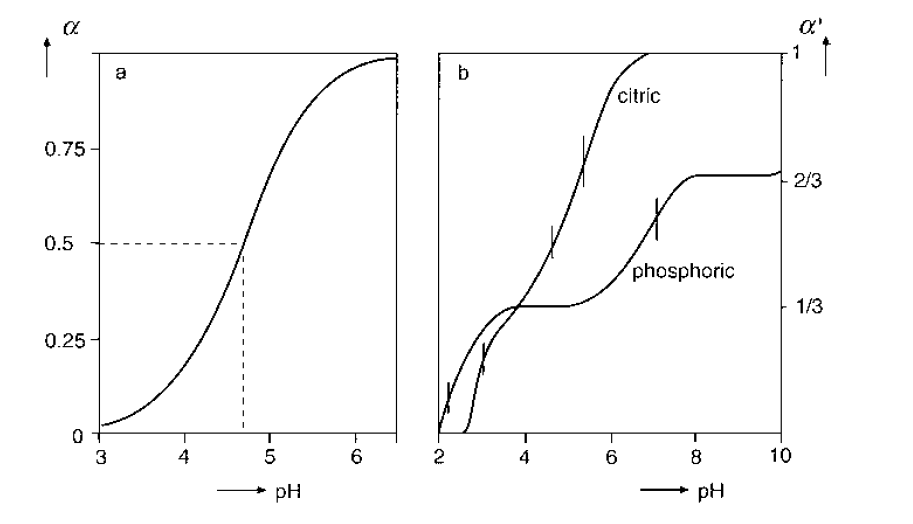 α
a
0.75
0.5
0.25
0
3 4 5 6
pH
α'
b
citric
phosphoric
1
2/3
1/3
2 4 6 8 10
pH